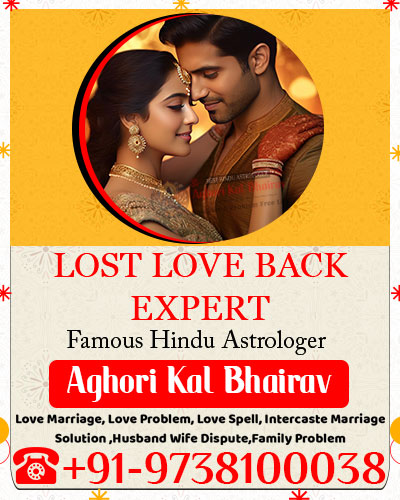 LOST LOVE BACK
EXPERT
Famous Hindu Astrologer
Aghori Kal Bhairav
Love Marriage, Love Problem, Love Spell, Intercaste Marriage
Solution ,Husband Wife Dispute,Family Problem
+91-9738100038